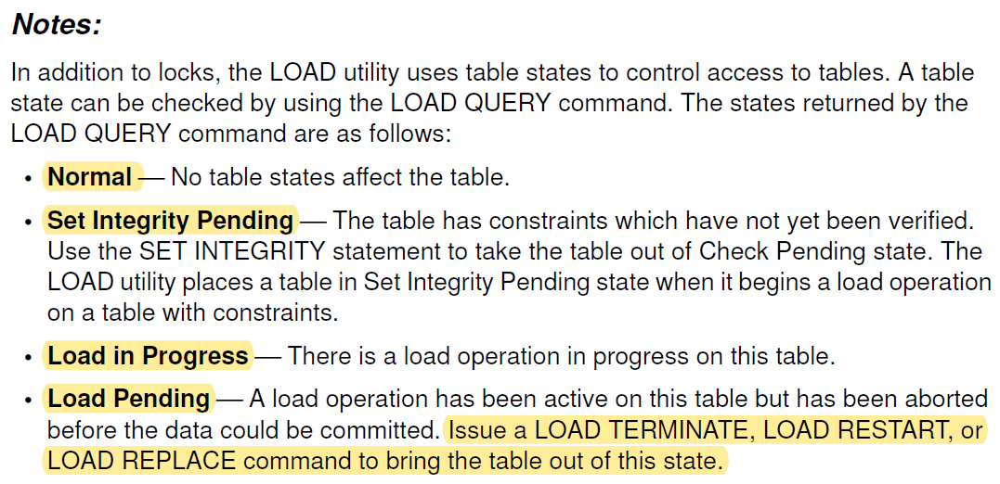 Notes:
In addition to locks, the LOAD utility uses table states to control access to tables. A table
state can be checked by using the LOAD QUERY command. The states returned by the
LOAD QUERY command are as follows:
• Normal — No table states affect the table.
• Set Integrity Pending — The table has constraints which have not yet been verified.
Use the SET INTEGRITY statement to take the table out of Check Pending state. The
LOAD utility places a table in Set Integrity Pending state when it begins a load operation
on a table with constraints.
• Load in Progress — There is a load operation in progress on this table.
• Load Pending — A load operation has been active on this table but has been aborted
before the data could be committed. Issue a LOAD TERMINATE, LOAD RESTART, or
LOAD REPLACE command to bring the table out of this state.